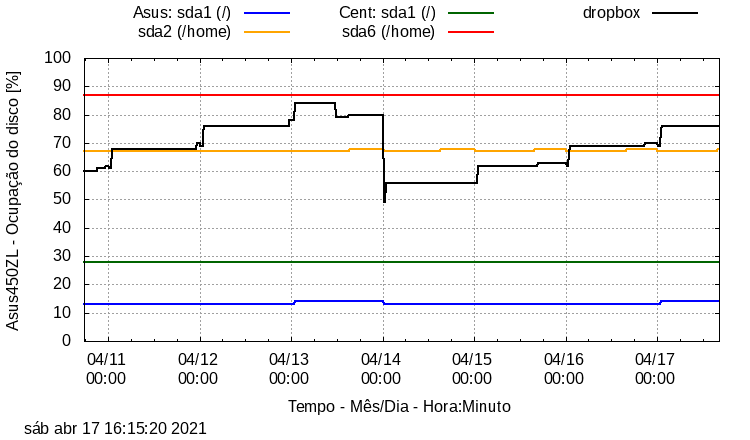 Asus: sda1 (/) Cent: sda1 (/) dropbox
sda2 (/home) sda6 (/home)
100
90
80
70
60
50
40
30
20
10
0
Asus450ZL - Ocupação do disco [%]
04/11 04/12 04/13 04/14 04/15 04/16 04/17
00:00 00:00 00:00 00:00 00:00 00:00 00:00
Tempo - Mês/Dia - Hora:Minuto
sáb abr 17 16:15:20 2021